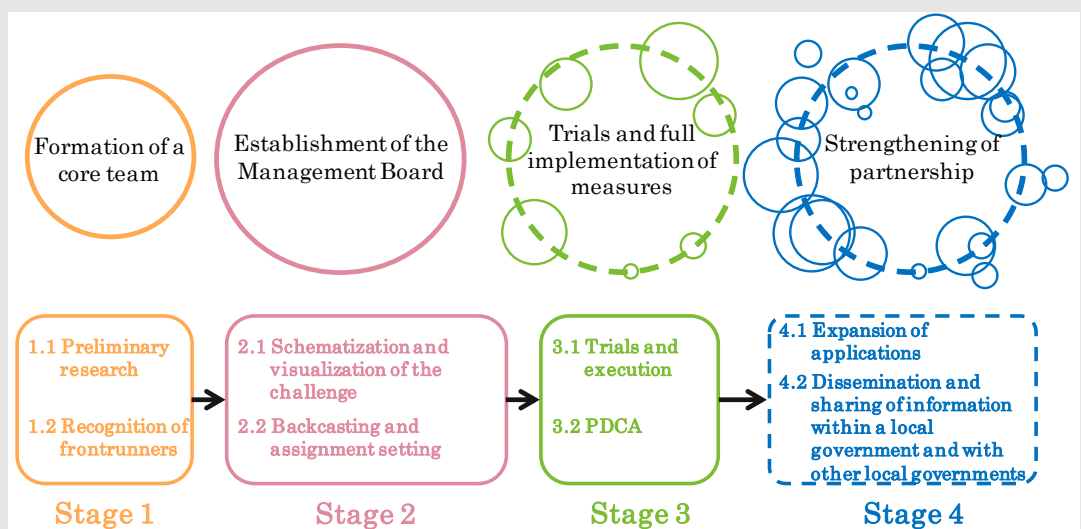 Formation of a
core team
Establishment of the
Management Board
Trials and full
implementation of
measures
Strengthening of
partnership
1.1 Preliminary
research
1.2 Recognition of
frontrunners
2.1 Schematization and
visualization of the
challenge
2.2 Backcasting and
assignment setting
3.1 Trials and
execution
3.2 PDCA
4.1 Expansion of
applications
4.2 Dissemination and
sharing of information
within a local
government and with
other local governments
Stage 1
Stage 2
Stage 3
Stage 4